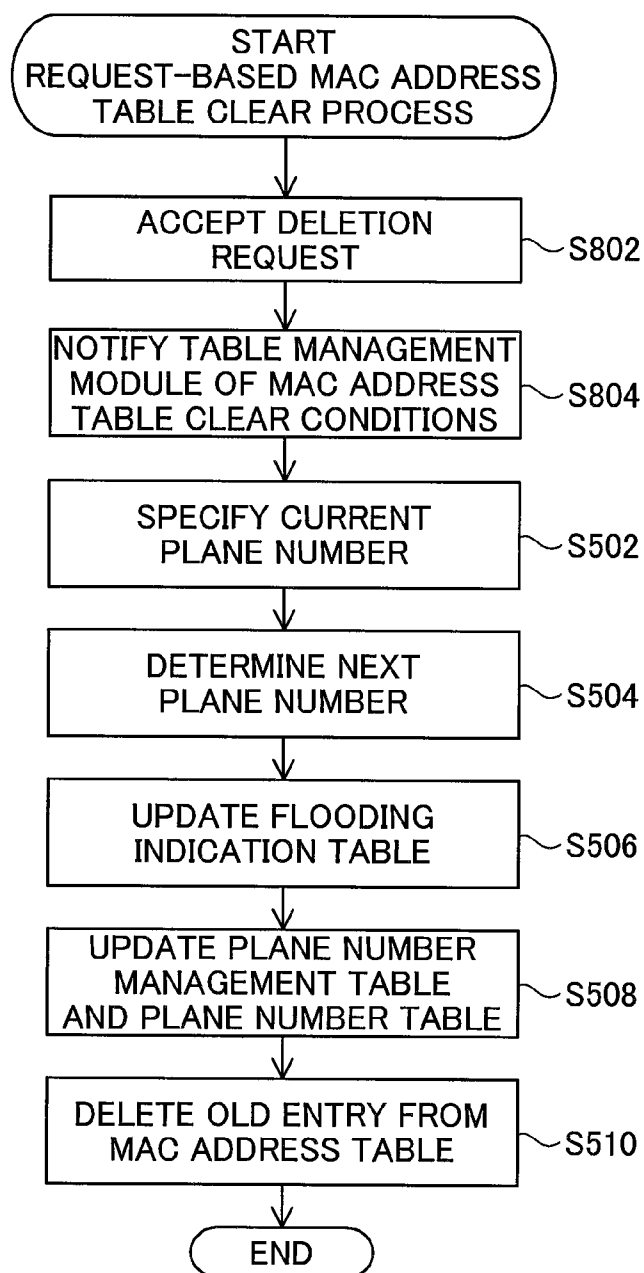 START
REQUEST-BASED MAC ADDRESS
TABLE CLEAR PROCESS
ACCEPT DELETION
REQUEST
S802
NOTIFY TABLE MANAGEMENT
MODULE OF MAC ADDRESS
TABLE CLEAR CONDITIONS
S804
SPECIFY CURRENT
PLANE NUMBER
S502
DETERMINE NEXT
PLANE NUMBER
S504
UPDATE FLOODING
INDICATION TABLE
S506
UPDATE PLANE NUMBER
MANAGEMENT TABLE
AND PLANE NUMBER TABLE
S508
DELETE OLD ENTRY FROM
MAC ADDRESS TABLE
S510
END